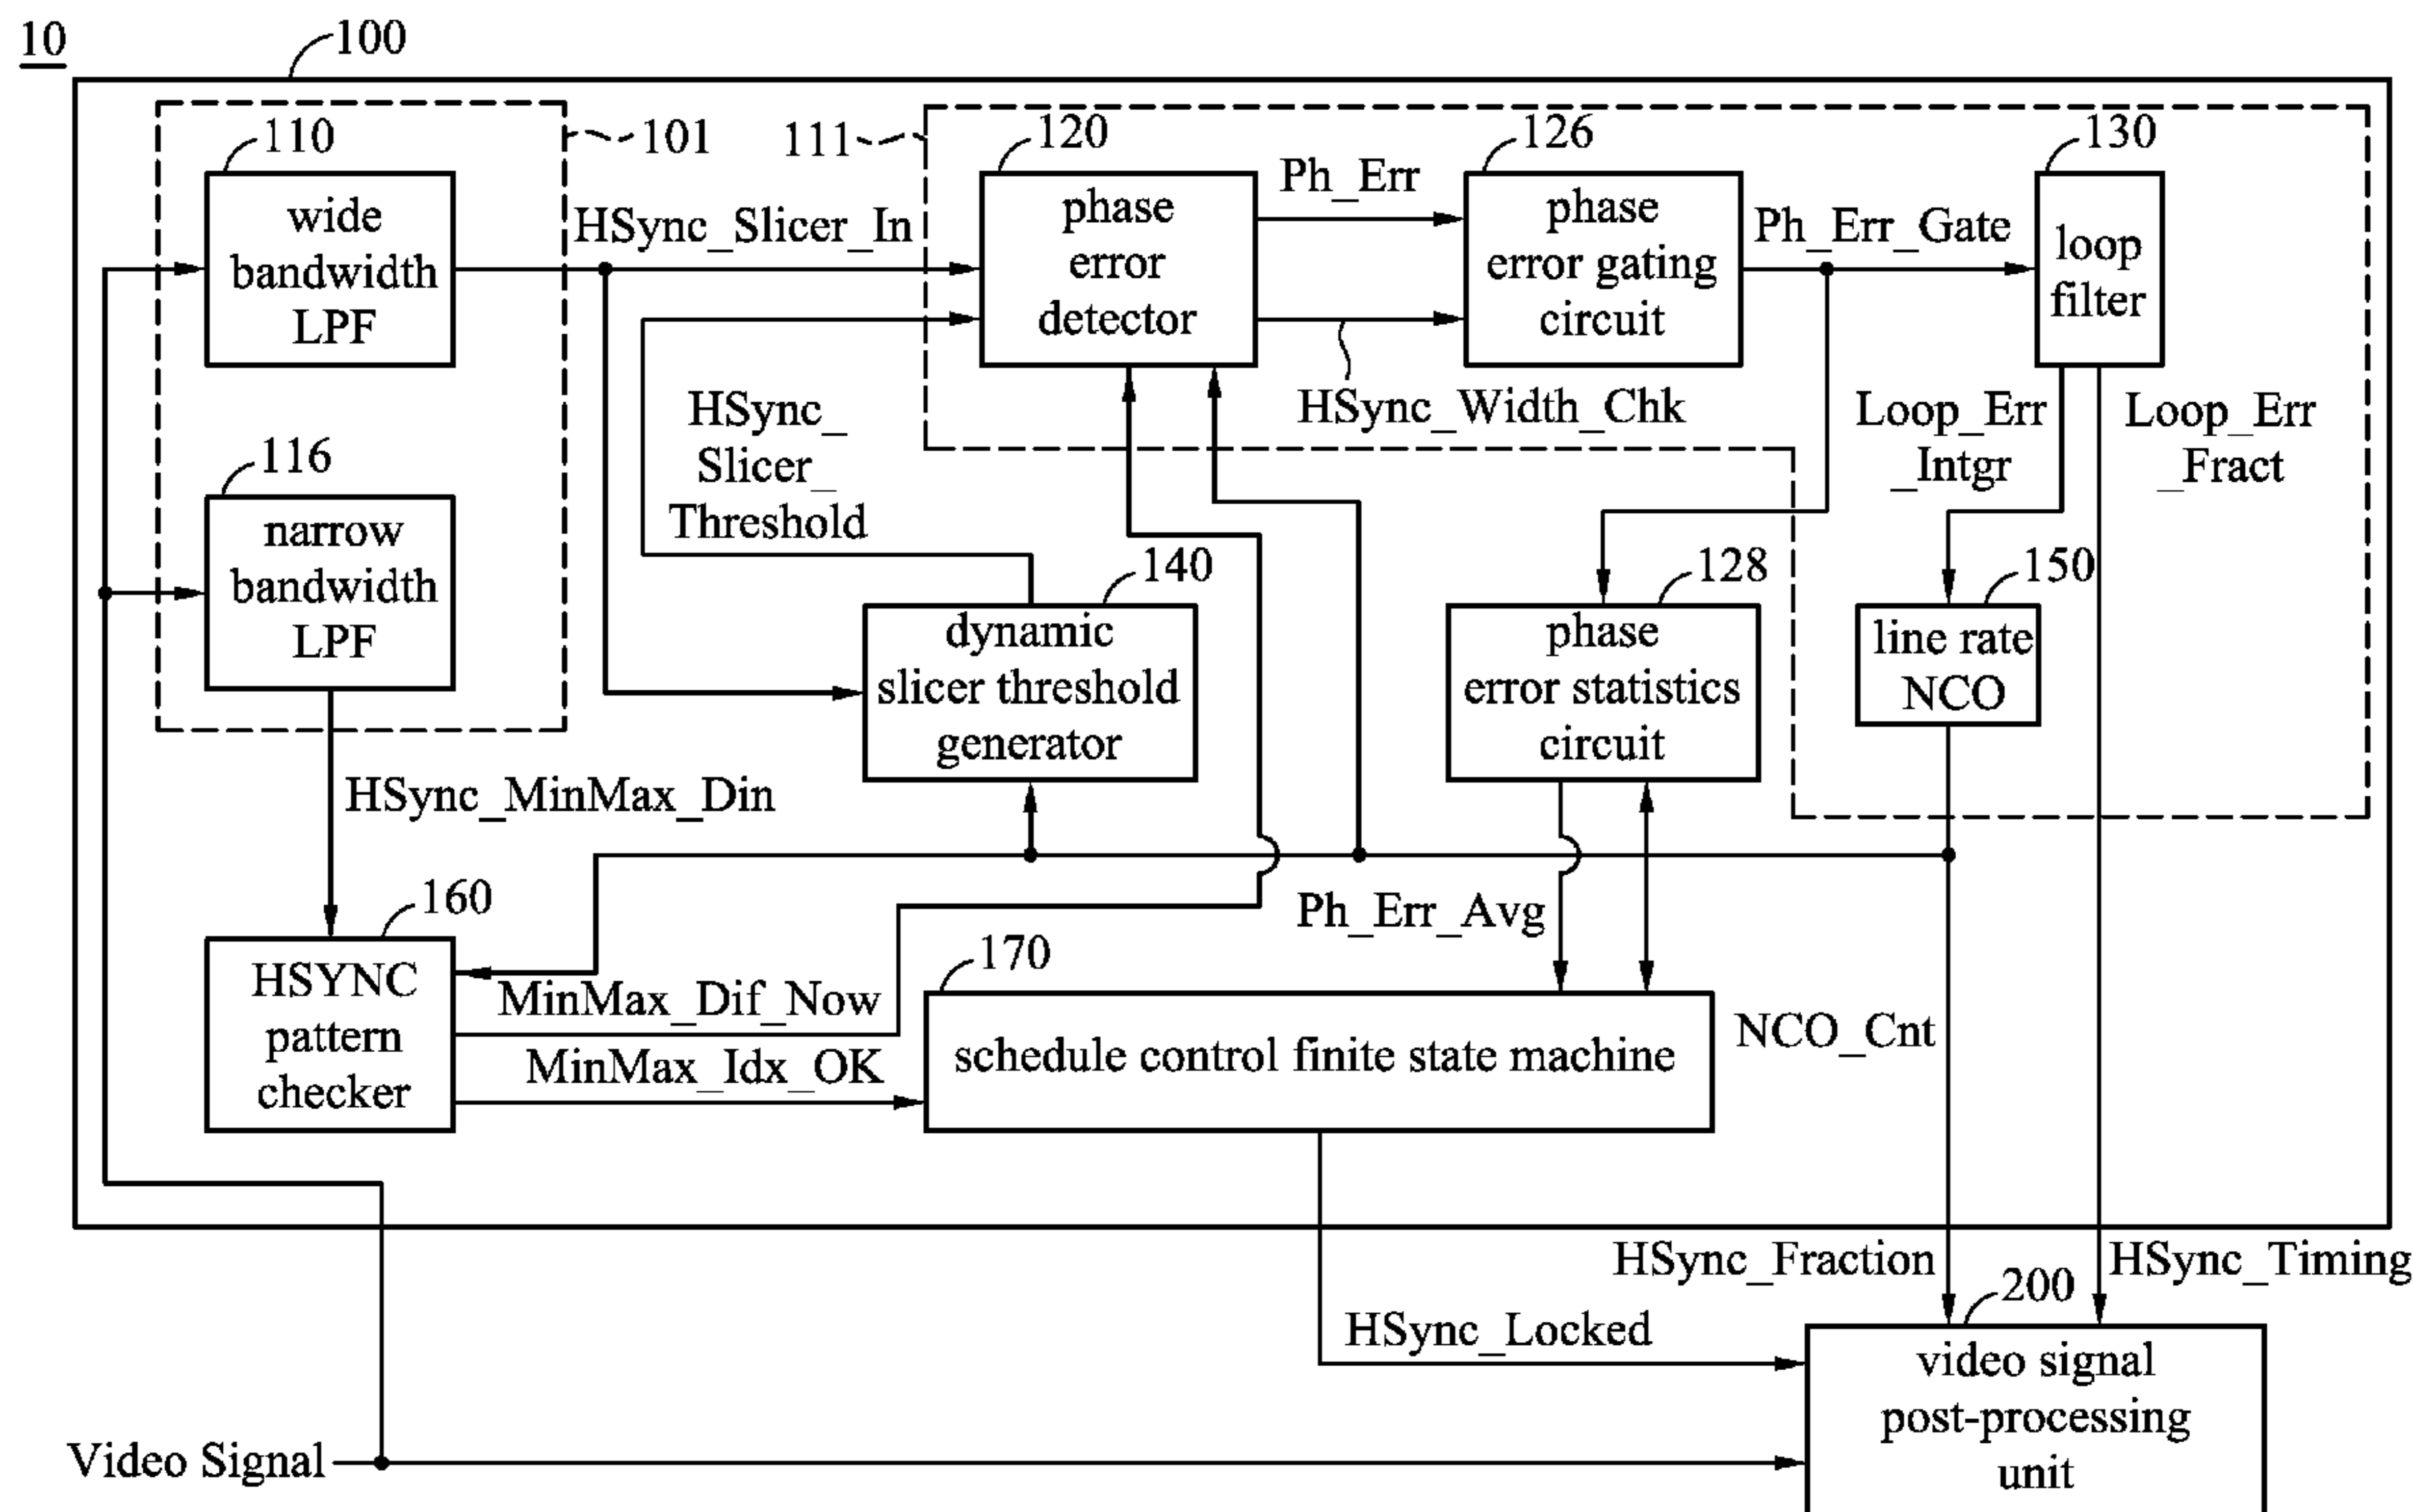 10
100
110
101
111
120
126
130
wide
bandwidth
LPF
HSync_Slicer_In
phase
error
detector
Ph_Err
phase
error gating
circuit
Ph_Err_Gate
loop
filter
HSync_Width_Chk
HSync_
Slicer_
Threshold
Loop_Err
_Intgr
Loop_Err
_Fract
116
narrow
bandwidth
LPF
140
dynamic
slicer threshold
generator
128
phase
error statistics
circuit
150
line rate
NCO
HSync_MinMax_Din
160
HSYNC
pattern
checker
MinMax_Dif_Now
MinMax_Idx_OK
Ph_Err_Avg
170
schedule control finite state machine
NCO_Cnt
HSync_Fraction
HSync_Timing
200
HSync_Locked
video signal
post-processing
unit
Video Signal